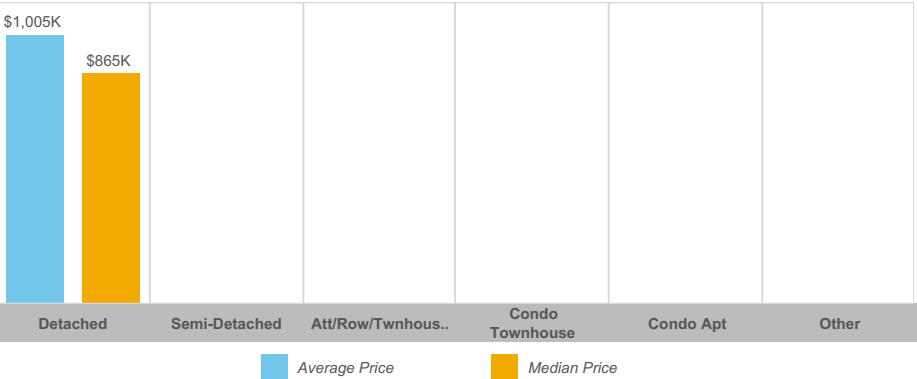 $1,005K
$865K
Detached
Semi-Detached
Att/Row/Twnhous..
Condo
Townhouse
Condo Apt
Other
Average Price
Median Price